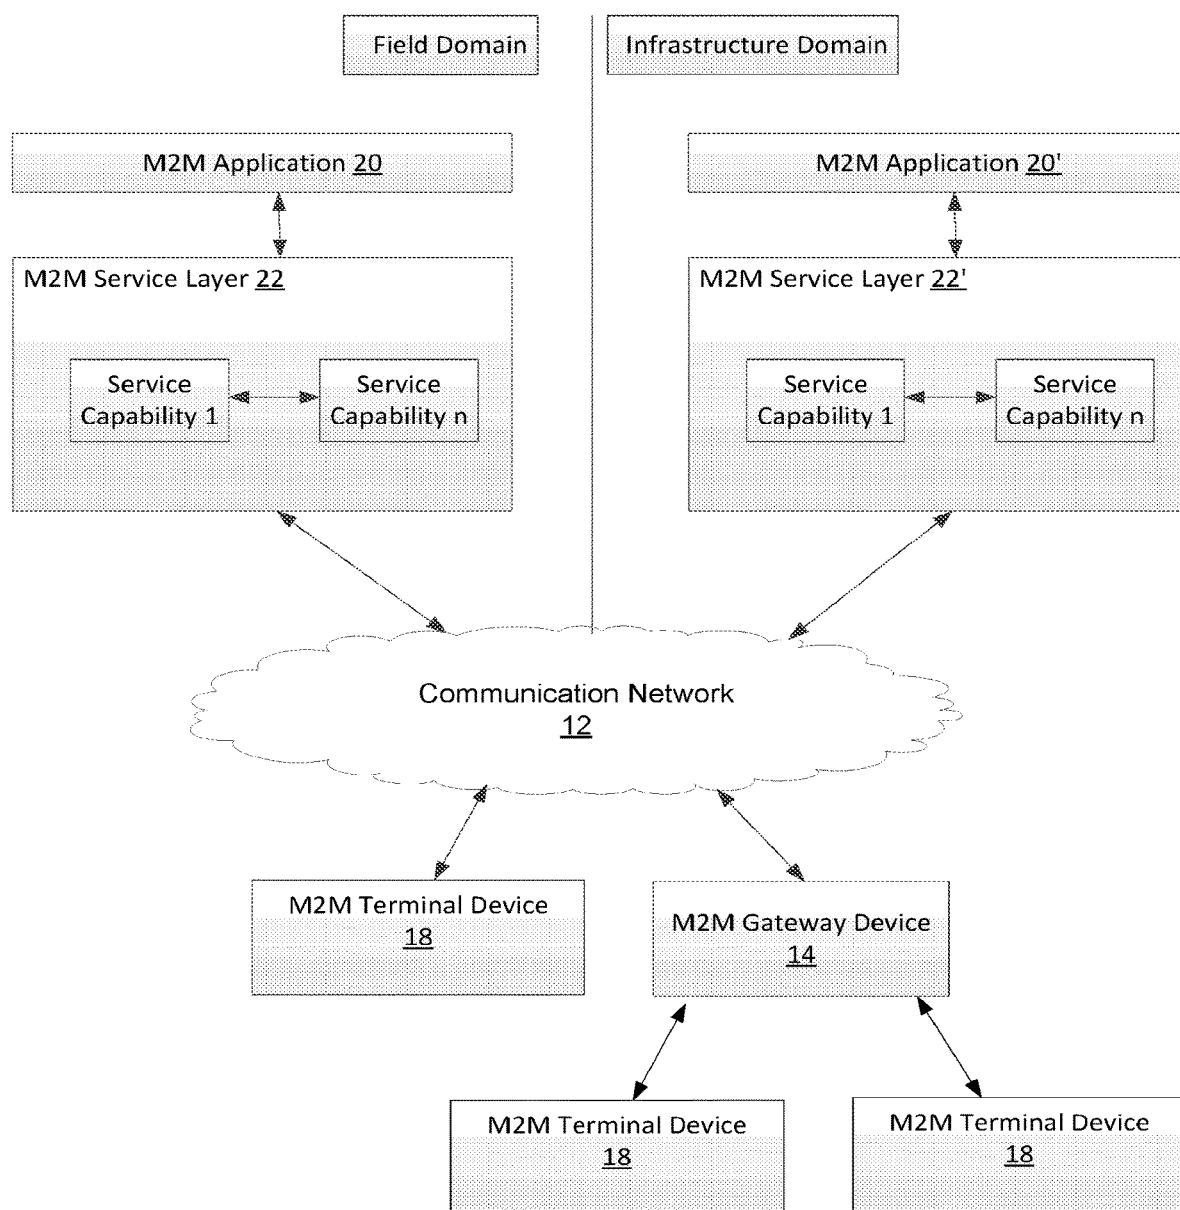 Field Domain
Infrastructure Domain
M2M Application 20
M2M Application 20'
M2M Service Layer 22
M2M Service Layer 22'
Service
Capability 1
Service
Capability n
Service
Capability 1
Service
Capability n
Communication Network
12
M2M Terminal Device
18
M2M Gateway Device
14
M2M Terminal Device
18
M2M Terminal Device
18